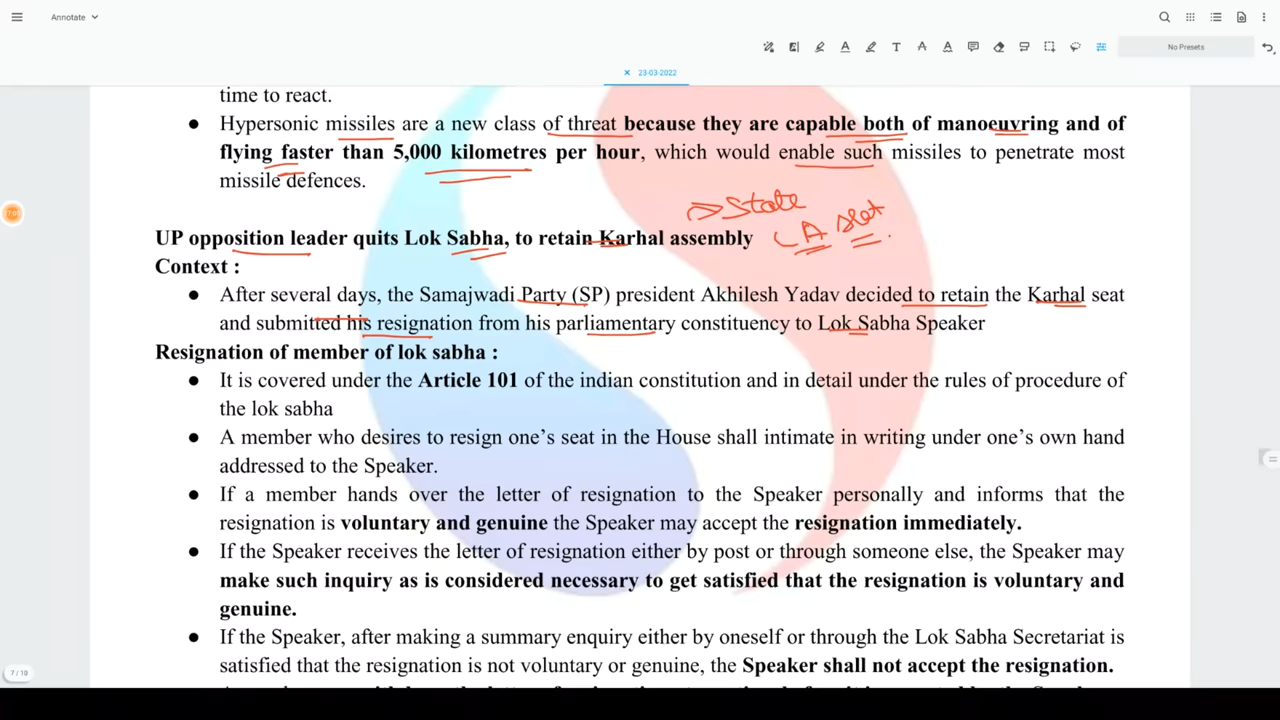 Annotate
No Presets
23-03-2022
time to react.
● Hypersonic missiles are a new class of threat because they are capable both of manoeuvring and of
flying faster than 5,000 kilometres per hour, which would enable such missiles to penetrate most
missile defences.
State
A seat
UP opposition leader quits Lok Sabha, to retain Karhal assembly
Context :
● After several days, the Samajwadi Party (SP) president Akhilesh Yadav decided to retain the Karhal seat
and submitted his resignation from his parliamentary constituency to Lok Sabha Speaker
Resignation of member of lok sabha :
● It is covered under the Article 101 of the indian constitution and in detail under the rules of procedure of
the lok sabha
● A member who desires to resign one's seat in the House shall intimate in writing under one's own hand
addressed to the Speaker.
● If a member hands over the letter of resignation to the Speaker personally and informs that the
resignation is voluntary and genuine the Speaker may accept the resignation immediately.
● If the Speaker receives the letter of resignation either by post or through someone else, the Speaker may
make such inquiry as is considered necessary to get satisfied that the resignation is voluntary and
genuine.
● If the Speaker, after making a summary enquiry either by oneself or through the Lok Sabha Secretariat is
satisfied that the resignation is not voluntary or genuine, the Speaker shall not accept the resignation.
7 / 19